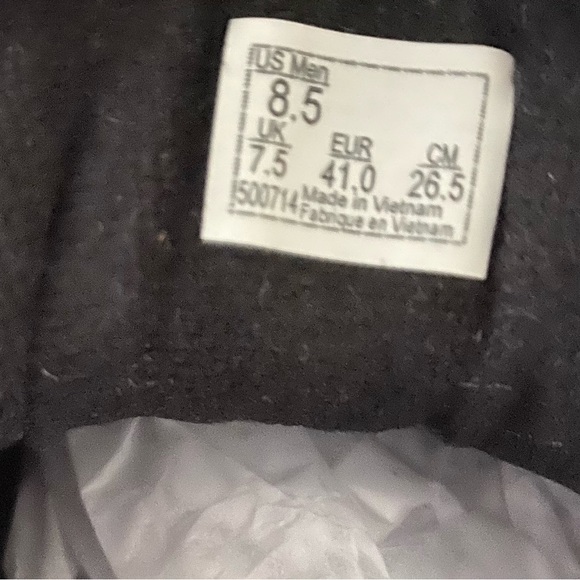 US Men
8.5
UK EUR CM
7.5 41.0 26.5
500714 Made in Vietnam
Fabriqué en Vietnam